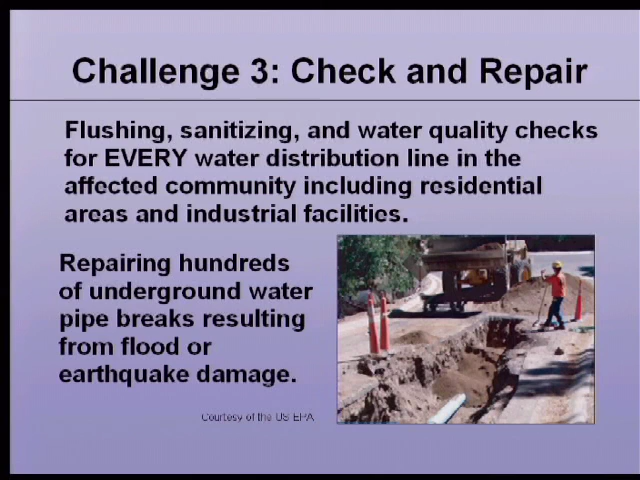 Challenge 3: Check and Repair
Flushing, sanitizing, and water quality checks
for EVERY water distribution line in the
affected community including residential
areas and industrial facilities.
Repairing hundreds
of underground water
pipe breaks resulting
from flood or
earthquake damage.
Courtesy of the US EPA